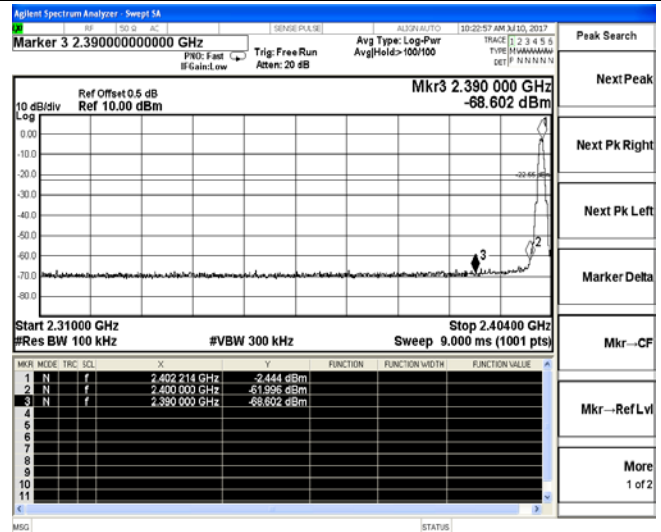 Agilent Spectrum Analyzer - Swept SA
RF 50 Ω AC SENSE:PULSE ALIGNAUTO 10:22:57 AM Jul 10, 2017
Marker 3 2.390000000000 GHz
PNO: Fast
IFGain:Low
Trig: Free Run
Atten: 20 dB
Avg Type: Log-Pwr
Avg|Hold>100/100
TRACE 1 2 3 4 5 6
TYPE MWWWWW
DET P N N N N N
Peak Search
Next Peak
Next Pk Right
Next Pk Left
Marker Delta
Mkr→CF
Mkr→Ref Lvl
More
1 of 2
Mkr3 2.390 000 GHz
-68.602 dBm
Ref Offset 0.5 dB
10 dB/div Ref 10.00 dBm
Log
0.00
-10.0
-20.0
-30.0
-40.0
-50.0
-60.0
-70.0
-80.0
1
2
3
Start 2.31000 GHz Stop 2.40400 GHz
#Res BW 100 kHz #VBW 300 kHz Sweep 9.000 ms (1001 pts)
MKR MODE TRC SCL X Y FUNCTION FUNCTION WIDTH FUNCTION VALUE
1 N f 2.402 214 GHz -2.444 dBm
2 N f 2.400 000 GHz -61.996 dBm
3 N f 2.390 000 GHz -68.602 dBm
4
5
6
7
8
9
10
11
MSG STATUS